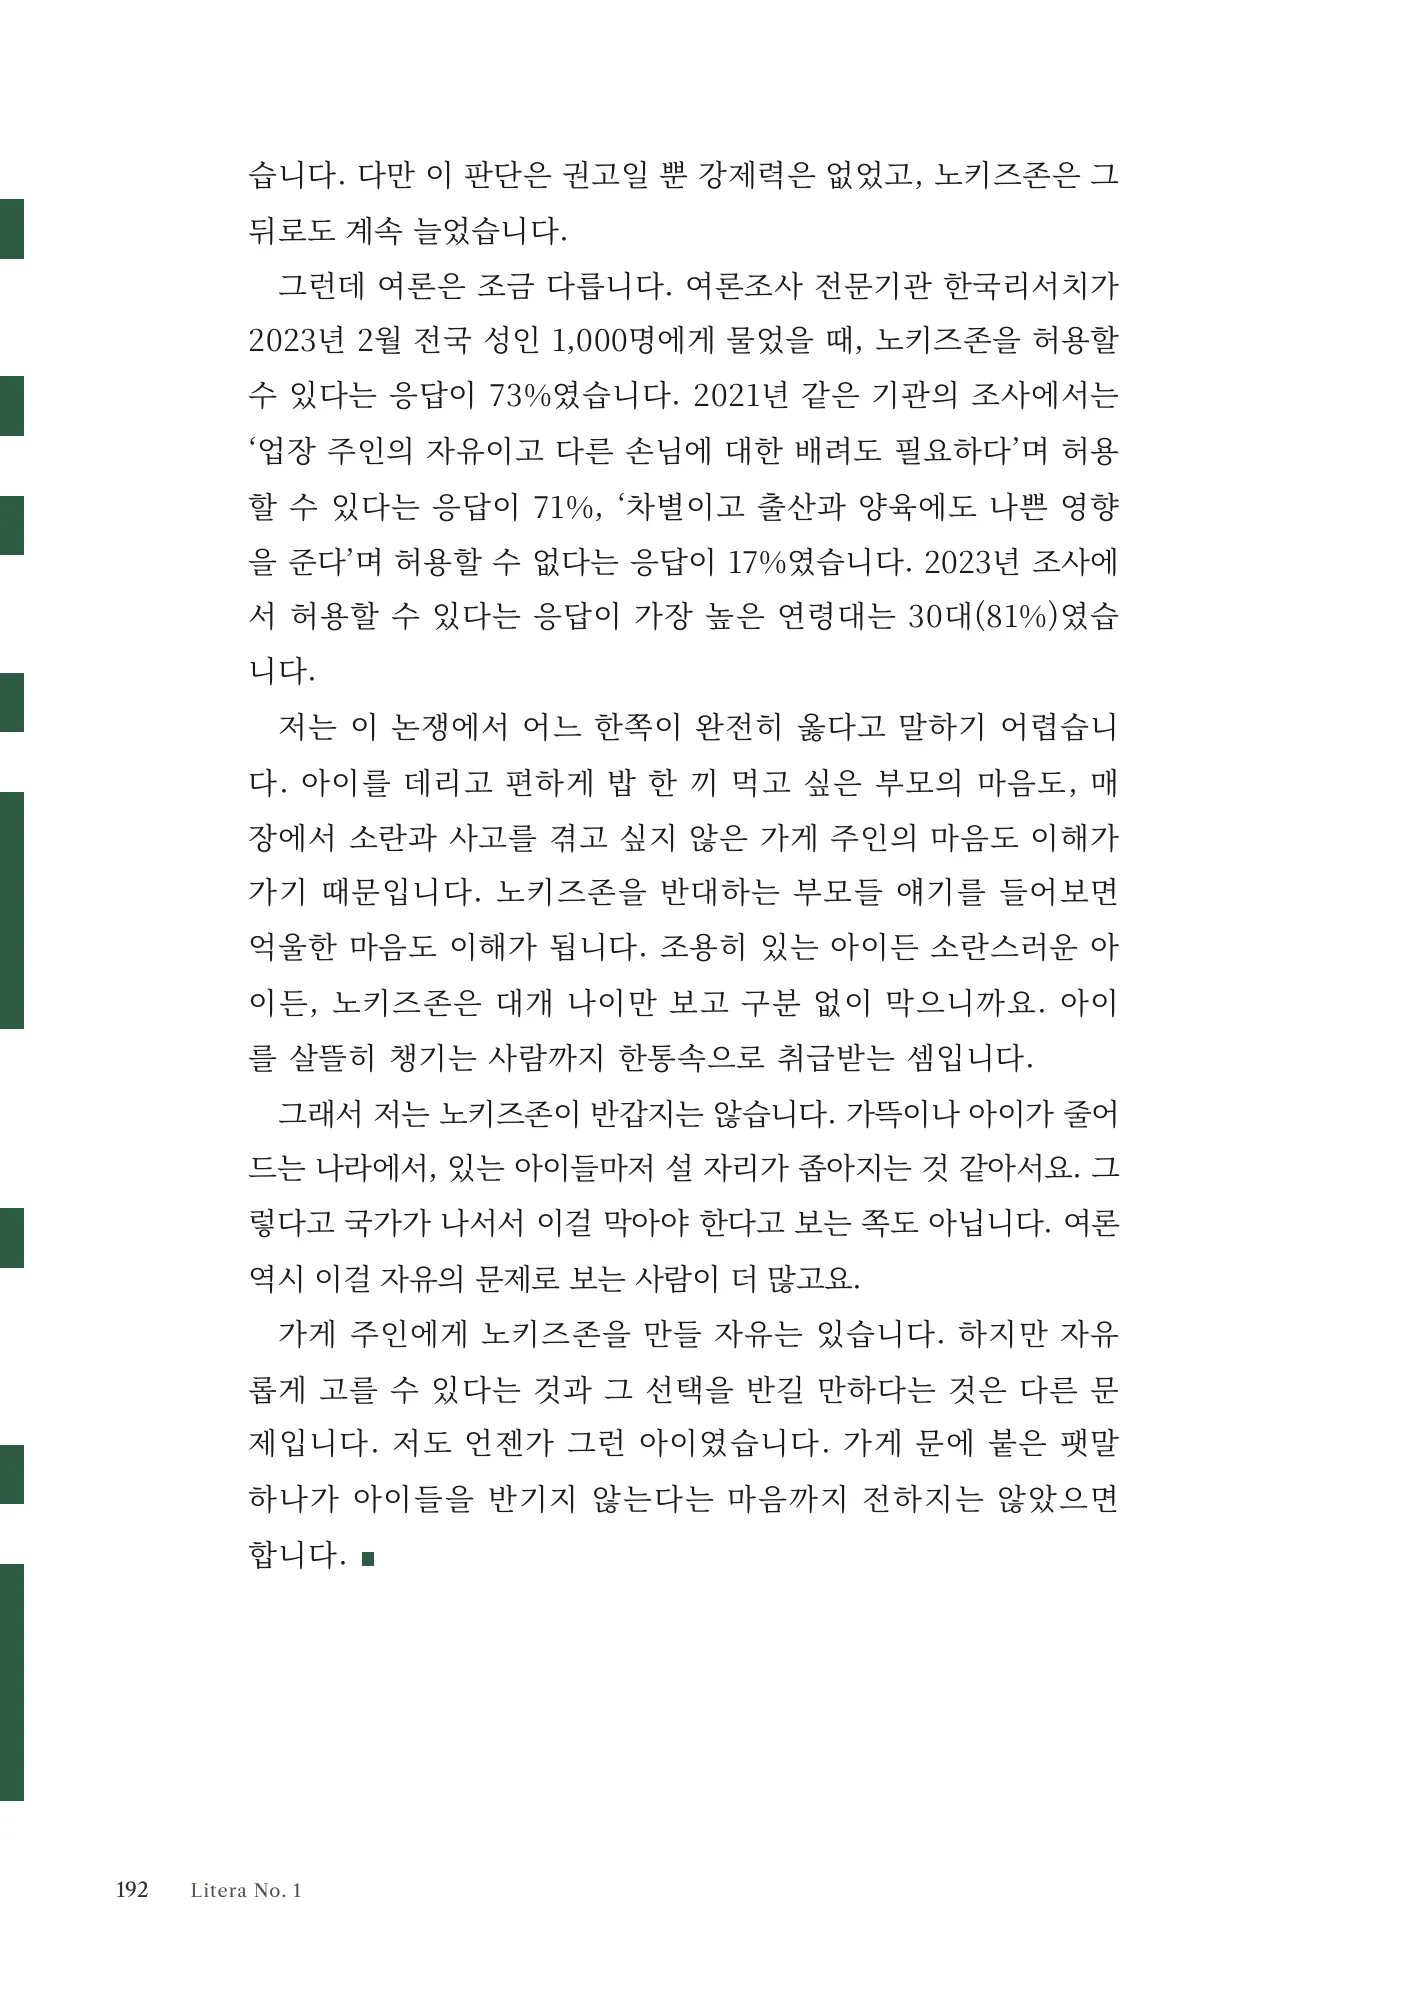 습니다. 다만 이 판단은 권고일 뿐 강제력은 없었고, 노키즈존은 그
뒤로도 계속 늘었습니다.
그런데 여론은 조금 다릅니다. 여론조사 전문기관 한국리서치가
2023년 2월 전국 성인 1,000명에게 물었을 때, 노키즈존을 허용할
수 있다는 응답이 73%였습니다. 2021년 같은 기관의 조사에서는
‘업장 주인의 자유이고 다른 손님에 대한 배려도 필요하다’며 허용
할 수 있다는 응답이 71%, ‘차별이고 출산과 양육에도 나쁜 영향
을 준다’며 허용할 수 없다는 응답이 17%였습니다. 2023년 조사에
서 허용할 수 있다는 응답이 가장 높은 연령대는 30대(81%)였습
니다.
저는 이 논쟁에서 어느 한쪽이 완전히 옳다고 말하기 어렵습니
다. 아이를 데리고 편하게 밥 한 끼 먹고 싶은 부모의 마음도, 매
장에서 소란과 사고를 겪고 싶지 않은 가게 주인의 마음도 이해가
가기 때문입니다. 노키즈존을 반대하는 부모들 얘기를 들어보면
억울한 마음도 이해가 됩니다. 조용히 있는 아이든 소란스러운 아
이든, 노키즈존은 대개 나이만 보고 구분 없이 막으니까요. 아이
를 살뜰히 챙기는 사람까지 한통속으로 취급받는 셈입니다.
그래서 저는 노키즈존이 반갑지는 않습니다. 가뜩이나 아이가 줄어
드는 나라에서, 있는 아이들마저 설 자리가 좁아지는 것 같아서요. 그
렇다고 국가가 나서서 이걸 막아야 한다고 보는 쪽도 아닙니다. 여론
역시 이걸 자유의 문제로 보는 사람이 더 많고요.
가게 주인에게 노키즈존을 만들 자유는 있습니다. 하지만 자유
롭게 고를 수 있다는 것과 그 선택을 반길 만하다는 것은 다른 문
제입니다. 저도 언젠가 그런 아이였습니다. 가게 문에 붙은 팻말
하나가 아이들을 반기지 않는다는 마음까지 전하지는 않았으면
합니다.
192 Litera No. 1